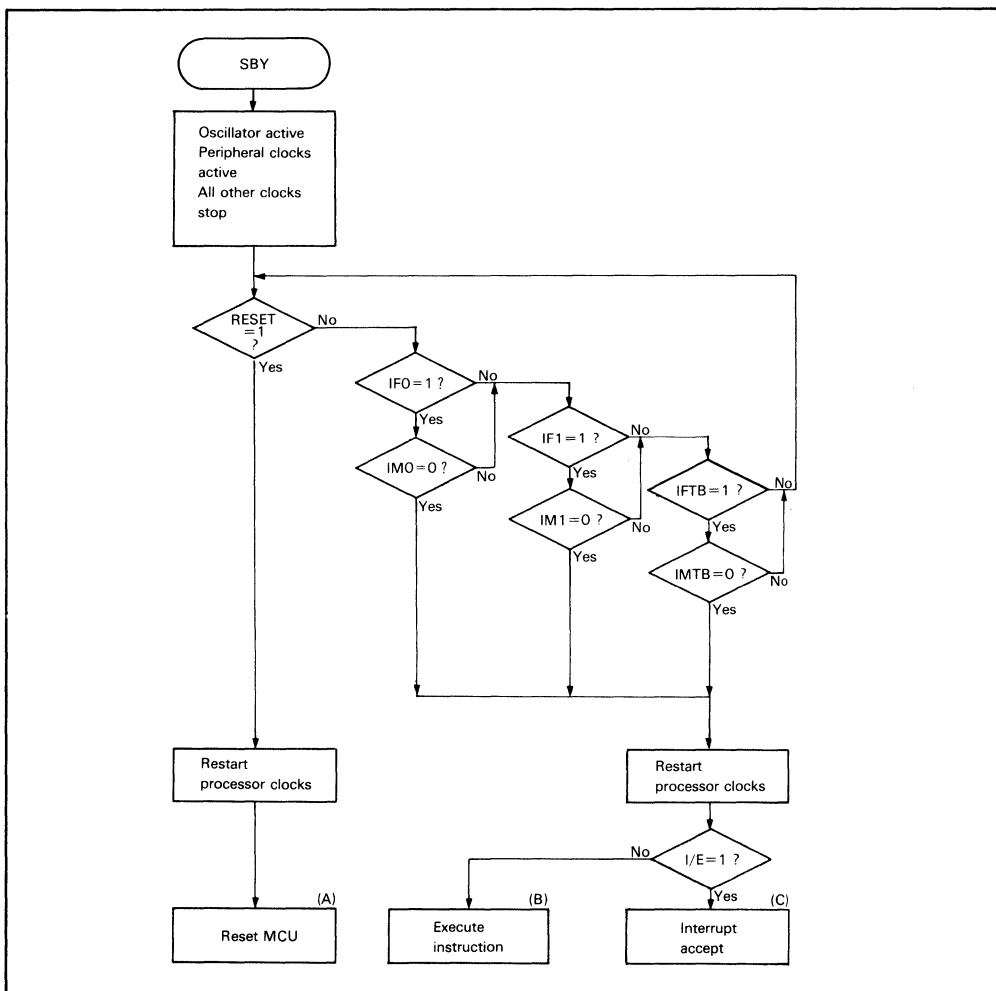 SBY
Oscillator active
Peripheral clocks
active
All other clocks
stop
RESET
=1
?
No
Yes
IF0=1 ?
No
Yes
IM0=0 ?
No
Yes
IF1=1 ?
No
Yes
IM1=0 ?
No
Yes
IFTB=1 ?
No
Yes
IMTB=0 ?
No
Yes
Restart
processor clocks
Restart
processor clocks
I/E=1 ?
No
Yes
(A)
Reset MCU
(B)
Execute
instruction
(C)
Interrupt
accept